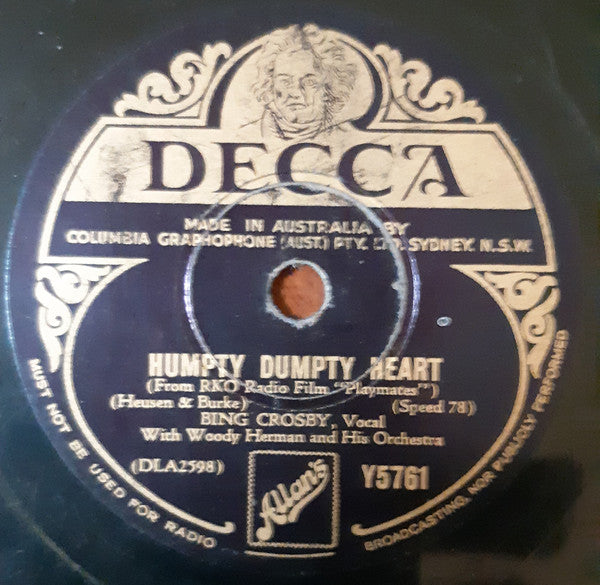 DECCA
MADE IN AUSTRALIA BY
COLUMBIA GRAPHOPHONE (AUST.) PTY. LTD. SYDNEY. N.S.W.
HUMPTY DUMPTY HEART
(From RKO Radio Film "Playmates")
(Heusen & Burke) (Speed 78)
BING CROSBY, Vocal
With Woody Herman and His Orchestra
(DLA2598) Allan's Y5761
MUST NOT BE USED FOR RADIO BROADCASTING, NOR PUBLICLY PERFORMED